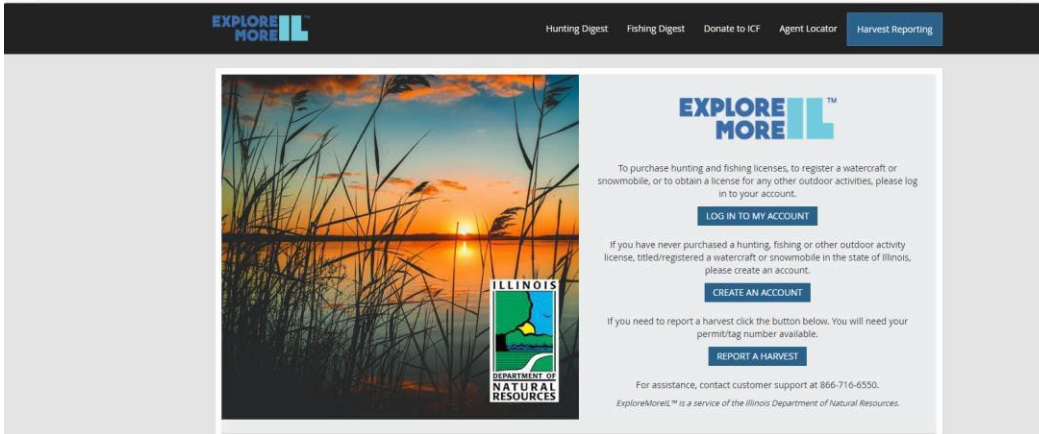 EXPLORE
MORE IL™
Hunting Digest Fishing Digest Donate to ICF Agent Locator Harvest Reporting
EXPLORE
MORE IL™
To purchase hunting and fishing licenses, to register a watercraft or
snowmobile, or to obtain a license for any other outdoor activities, please log
in to your account.
LOG IN TO MY ACCOUNT
If you have never purchased a hunting, fishing or other outdoor activity
license, titled/registered a watercraft or snowmobile in the state of Illinois,
please create an account.
CREATE AN ACCOUNT
If you need to report a harvest click the button below. You will need your
permit/tag number available.
REPORT A HARVEST
For assistance, contact customer support at 866-716-6550.
ExploreMoreIL™ is a service of the Illinois Department of Natural Resources.
ILLINOIS
DEPARTMENT OF
NATURAL
RESOURCES